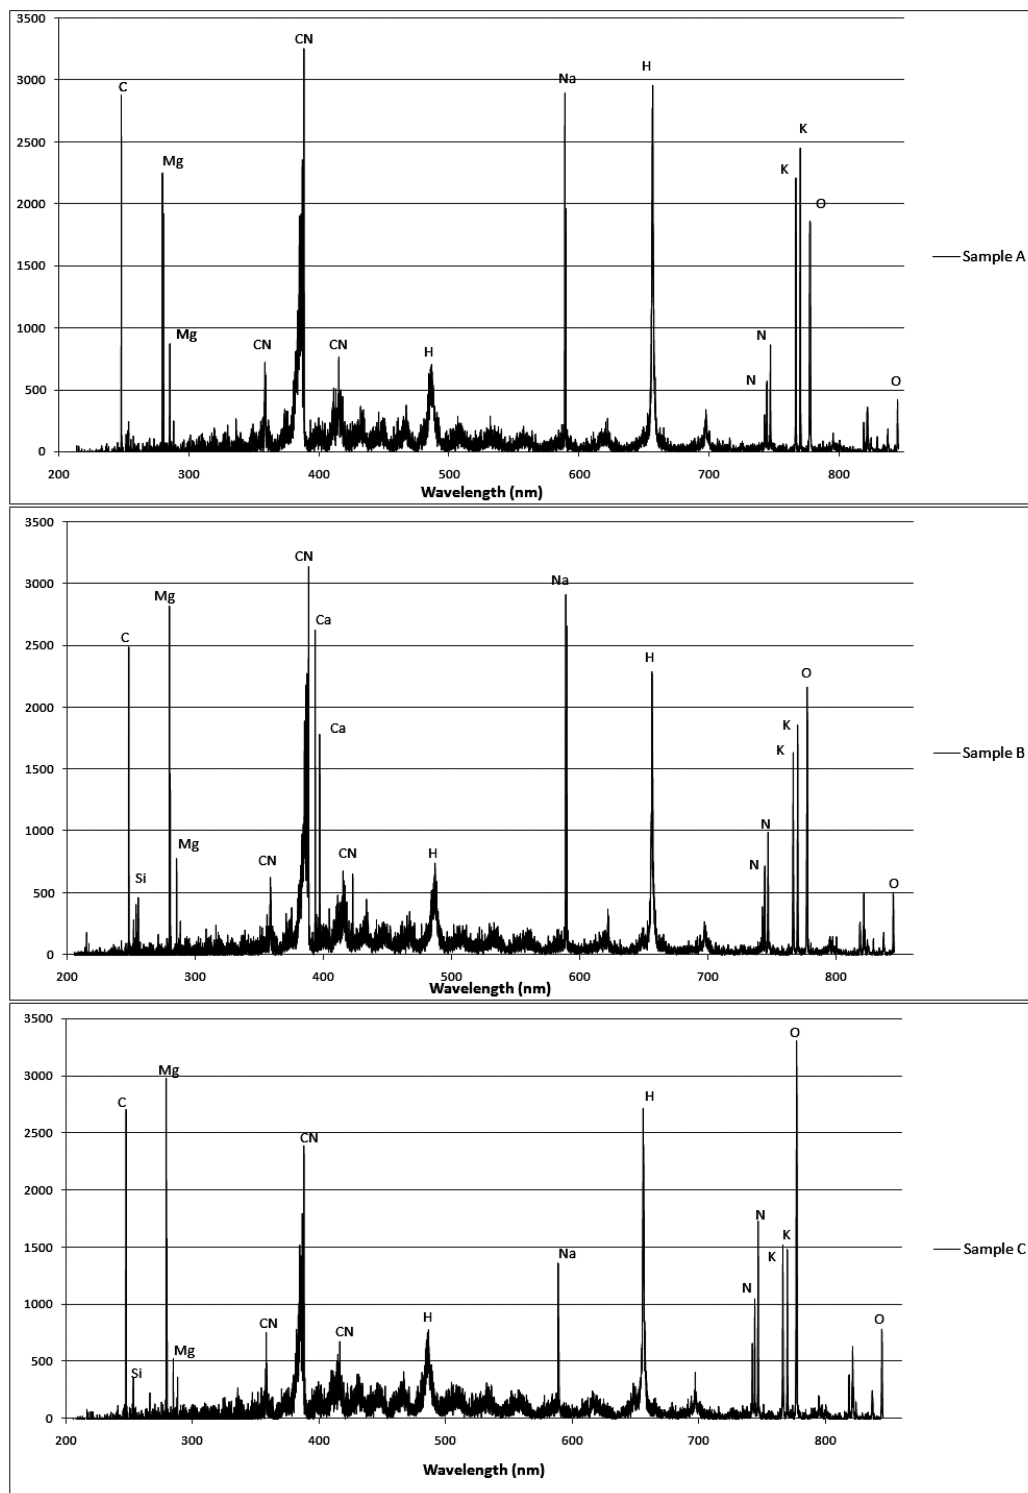 3500
CN
3000
H
C
Na
2500
K
Mg
K
2000
O
1500
Sample A
1000
Mg
CN
CN
H
N
500
N
O
0
200 300 400 500 600 700 800
Wavelength (nm)
3500
CN
3000
Mg
Na
2500
C
Ca
H
O
2000
Ca
K
K
Sample B
1500
1000
Mg
CN
CN
H
N
N
500
Si
O
0
200 300 400 500 600 700 800
Wavelength (nm)
3500
O
3000
Mg
C
H
2500
CN
2000
N
1500
Na
K
K
Sample C
1000
N
CN
CN
H
O
500
Mg
Si
0
200 300 400 500 600 700 800
Wavelength (nm)